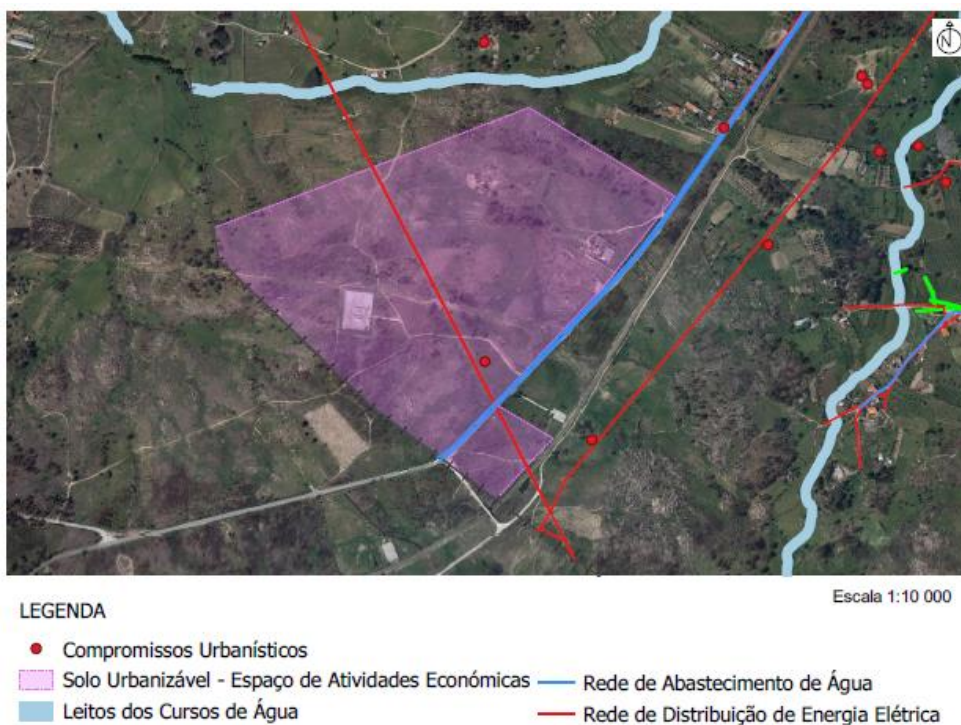 N
Escala 1:10 000
LEGENDA
Compromissos Urbanísticos
Solo Urbanizável - Espaço de Atividades Económicas
Rede de Abastecimento de Água
Leitos dos Cursos de Água
Rede de Distribuição de Energia Elétrica